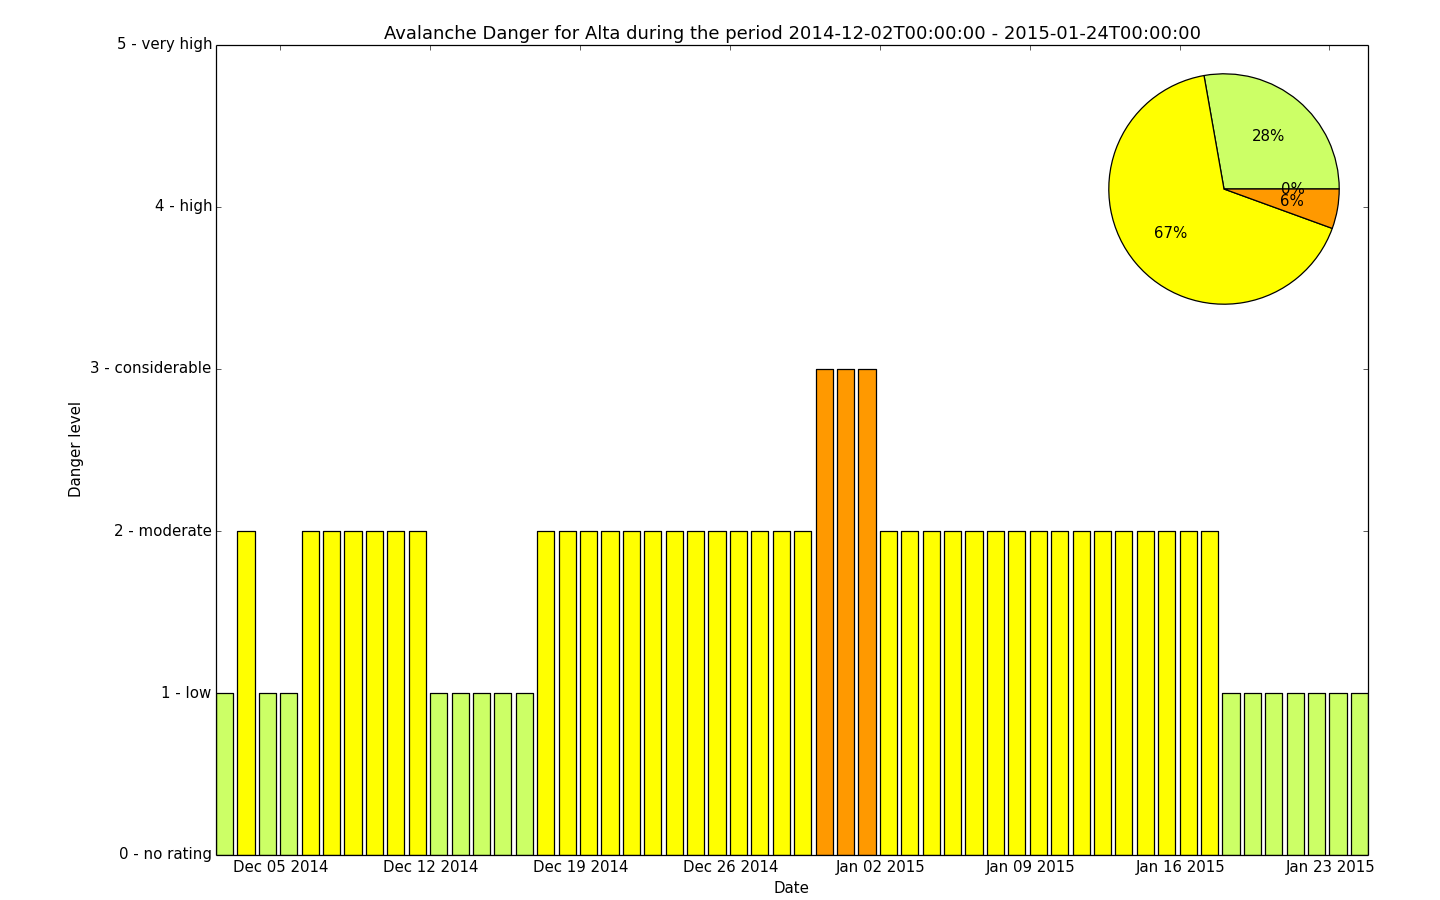 Avalanche Danger for Alta during the period 2014-12-02T00:00:00 - 2015-01-24T00:00:00
5 - very high
4 - high
3 - considerable
2 - moderate
1 - low
0 - no rating
Danger level
28%
0%
6%
67%
Dec 05 2014 Dec 12 2014 Dec 19 2014 Dec 26 2014 Jan 02 2015 Jan 09 2015 Jan 16 2015 Jan 23 2015
Date